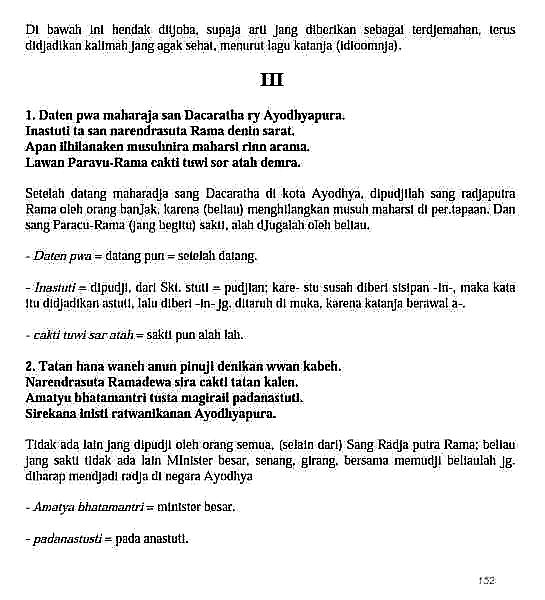 Di bawah ini hendak ditjoba, supaja arti jang diberikan sebagai terdjemahan, terus
didjadikan kalimah jang agak sehat, menurut lagu katanja (idioomnja).
III
1. Daten pwa maharaja san Dacaratha ry Ayodhyapura.
Inastuti ta san narendrasuta Rama denin sarat.
Apan ilhilanaken musuhnira maharsi rinn arama.
Lawan Paravu-Rama cakti tuwi sor atah demra.
Setelah datang maharadja sang Dacaratha di kota Ayodhya, dipudjilah sang radjaputra
Rama oleh orang banJak, karena (beliau) menghilangkan musuh maharsi di per.tapaan. Dan
sang Paracu-Rama (jang begitu) sakti, alah dJugalah oleh beliau.
- Daten pwa = datang pun = setelah datang.
- Inastuti = dipudji, dari Skt. stuti = pudjian; kare- stu susah diberi sisipan -in-, maka kata
itu didjadikan astuti, lalu diberi -in- jg. ditaruh di muka, karena katanja berawal a-.
- cakti tuwi sar atah = sakti pun alah lah.
2. Tatan hana waneh anun pinuji denikan wwan kabeh.
Narendrasuta Ramadewa sira cakti tatan kalen.
Amatyu bhatamantri tusta magirail padanastuti.
Sirekana inisti ratwanikanan Ayodhyapura.
Tidak ada lain jang dipudji oleh orang semua, (selain dari) Sang Radja putra Rama; beliau
jang sakti tidak ada lain MInister besar, senang, girang, bersama memudji beliaulah jg.
diharap mendjadi radja di negara Ayodhya
- Amatya bhatamantri = minister besar.
- padanastusti = pada anastuti.
152